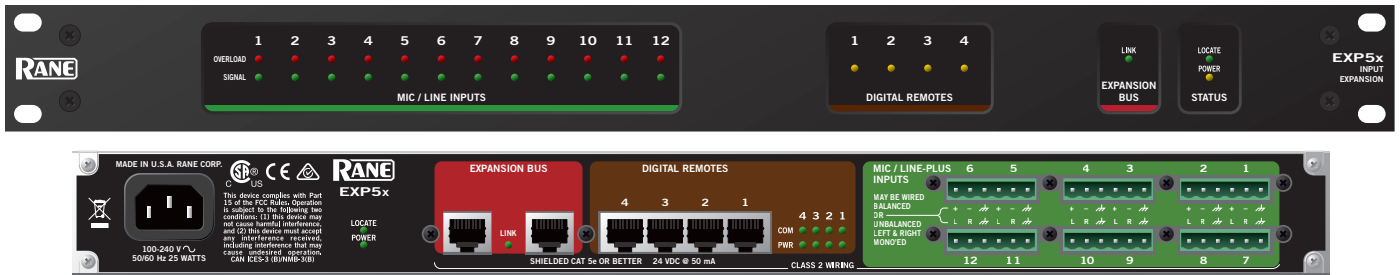 RANE
1 2 3 4 5 6 7 8 9 10 11 12
OVERLOAD
SIGNAL
MIC / LINE INPUTS
1 2 3 4
DIGITAL REMOTES
LINK
EXPANSION
BUS
LOCATE
POWER
STATUS
EXP5x
INPUT
EXPANSION
MADE IN U.S.A. RANE CORP.
100-240 V
50/60 Hz 25 WATTS
C US
This device complies with Part
15 of the FCC Rules. Operation
is subject to the following two
conditions: (1) this device may
not cause harmful interference,
and (2) this device must accept
any interference received,
including interference that may
cause undesired operation.
CAN ICES-3 (B)/NMB-3(B)
RANE
EXP5x
LOCATE
POWER
EXPANSION BUS
LINK
DIGITAL REMOTES
4 3 2 1
4 3 2 1
COM
PWR
SHIELDED CAT 5e OR BETTER 24 VDC @ 50 mA
CLASS 2 WIRING
MIC / LINE-PLUS
INPUTS
6 5 4 3 2 1
MAY BE WIRED
BALANCED
OR
UNBALANCED
LEFT & RIGHT
MONO'ED
+ - + -
L R L R
+ - + -
L R L R
+ - + -
L R L R
12 11 10 9 8 7